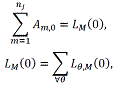 ∑_{m=1}^{n_j} A_{m,0} = L_M(0),
L_M(0) = ∑_{∀θ} L_{θ,M}(0),